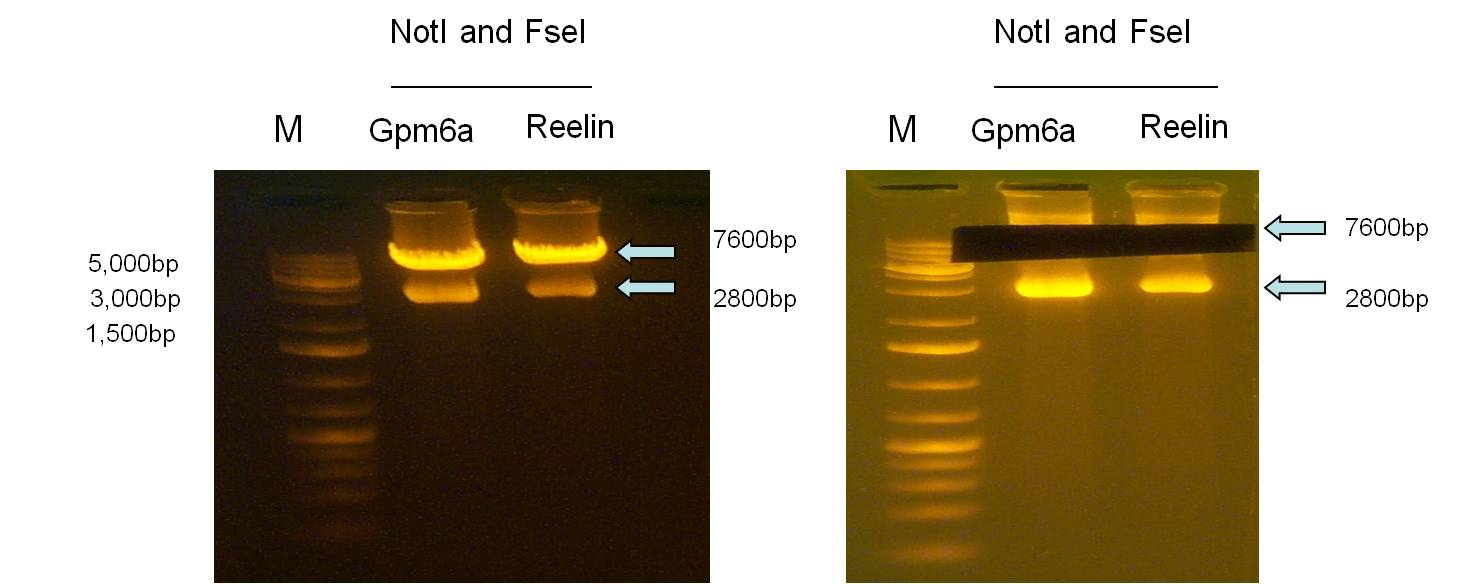 NotI and FseI
M
Gpm6a
Reelin
5,000bp
3,000bp
1,500bp
7600bp
2800bp
NotI and FseI
M
Gpm6a
Reelin
7600bp
2800bp